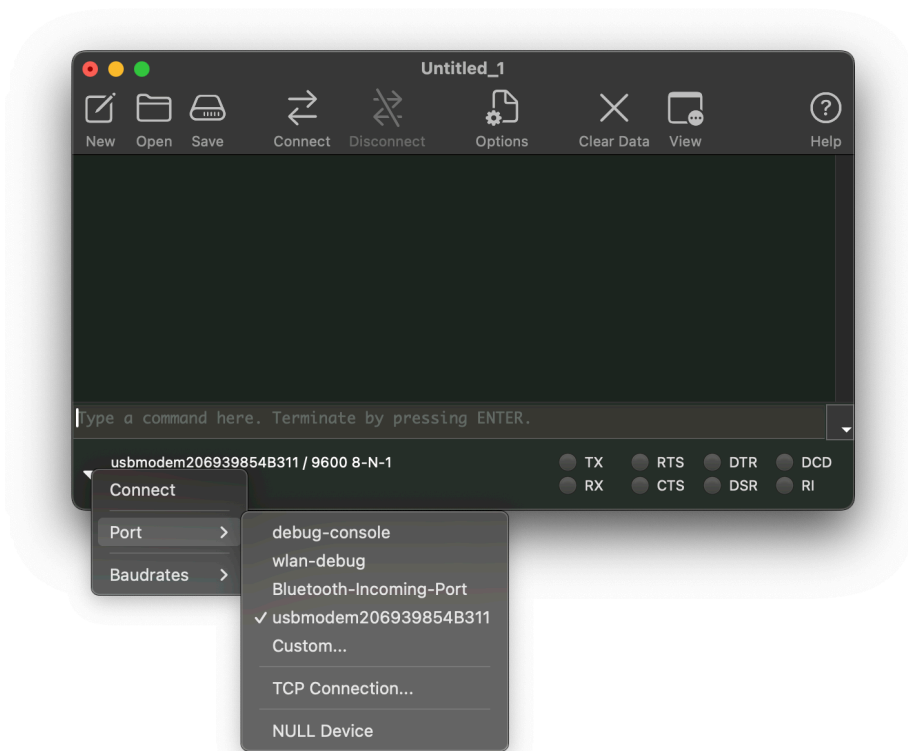 Untitled_1
New Open Save Connect Disconnect Options Clear Data View Help
Type a command here. Terminate by pressing ENTER.
usbmodem206939854B311 / 9600 8-N-1
TX RTS DTR DCD
RX CTS DSR RI
Connect
Port
Baudrates
debug-console
wlan-debug
Bluetooth-Incoming-Port
usbmodem206939854B311
Custom...
TCP Connection...
NULL Device